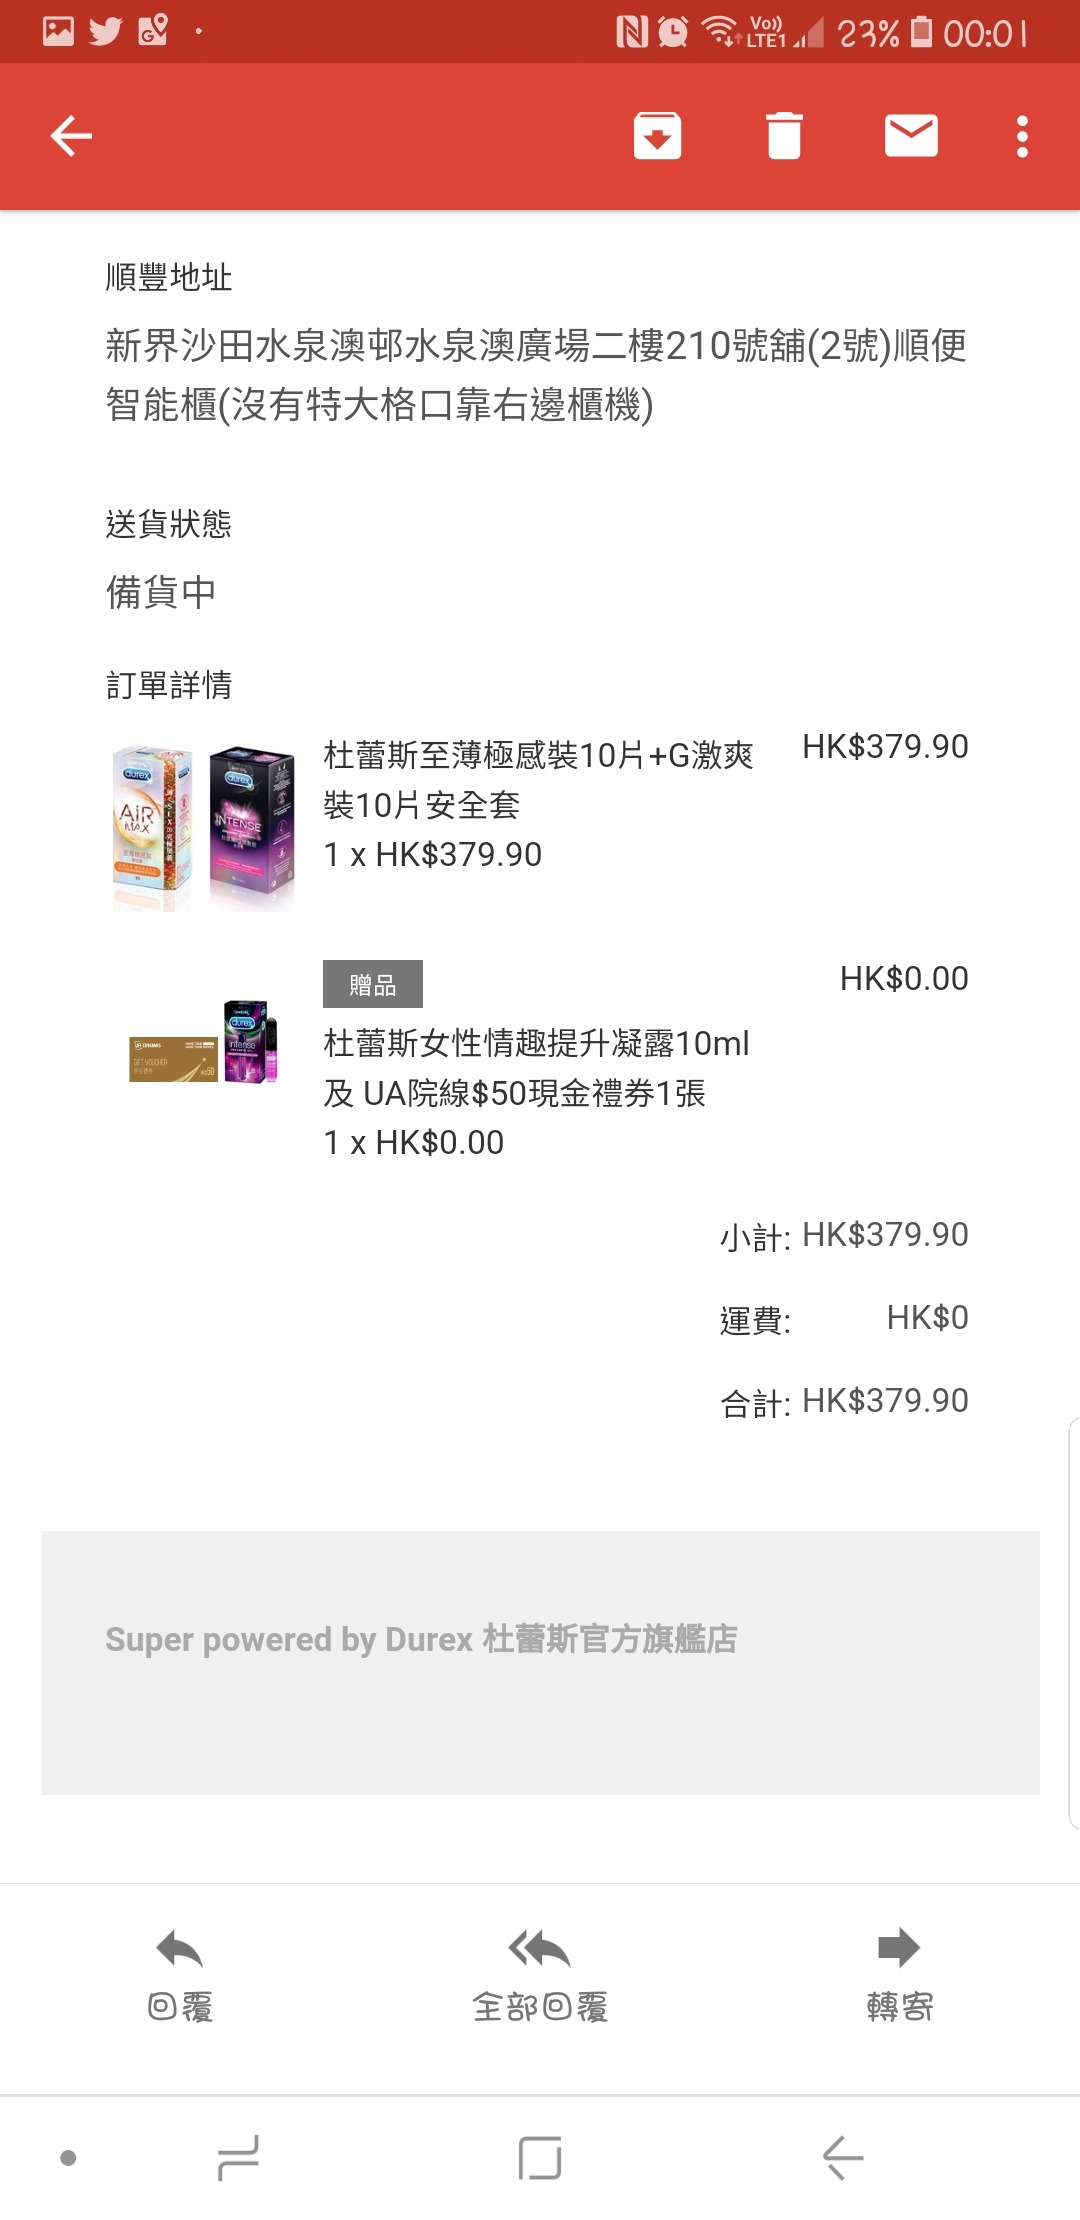 Vo))
LTE1
23%
00:01
順豐地址
新界沙田水泉澳邨水泉澳廣場二樓210號舖(2號)順便
智能櫃(沒有特大格口靠右邊櫃機)
送貨狀態
備貨中
訂單詳情
durex
AiR
MAX
durex
INTENSE
杜蕾斯至薄極感裝10片+G激爽
裝10片安全套
1 x HK$379.90
HK$379.90
贈品
HK$0.00
UA CINEMAS
GIFT VOUCHER
50
durex
Intense
杜蕾斯女性情趣提升凝露10ml
及 UA院線$50現金禮券1張
1 x HK$0.00
小計: HK$379.90
運費: HK$0
合計: HK$379.90
Super powered by Durex 杜蕾斯官方旗艦店
回覆
全部回覆
轉寄